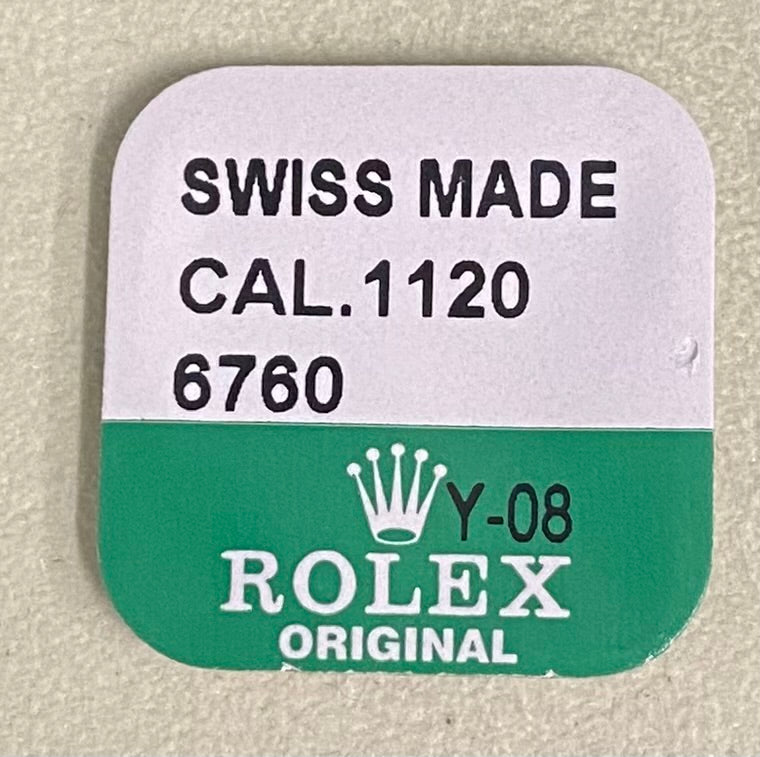 SWISS MADE
CAL.1120
6760
Y-08
ROLEX
ORIGINAL